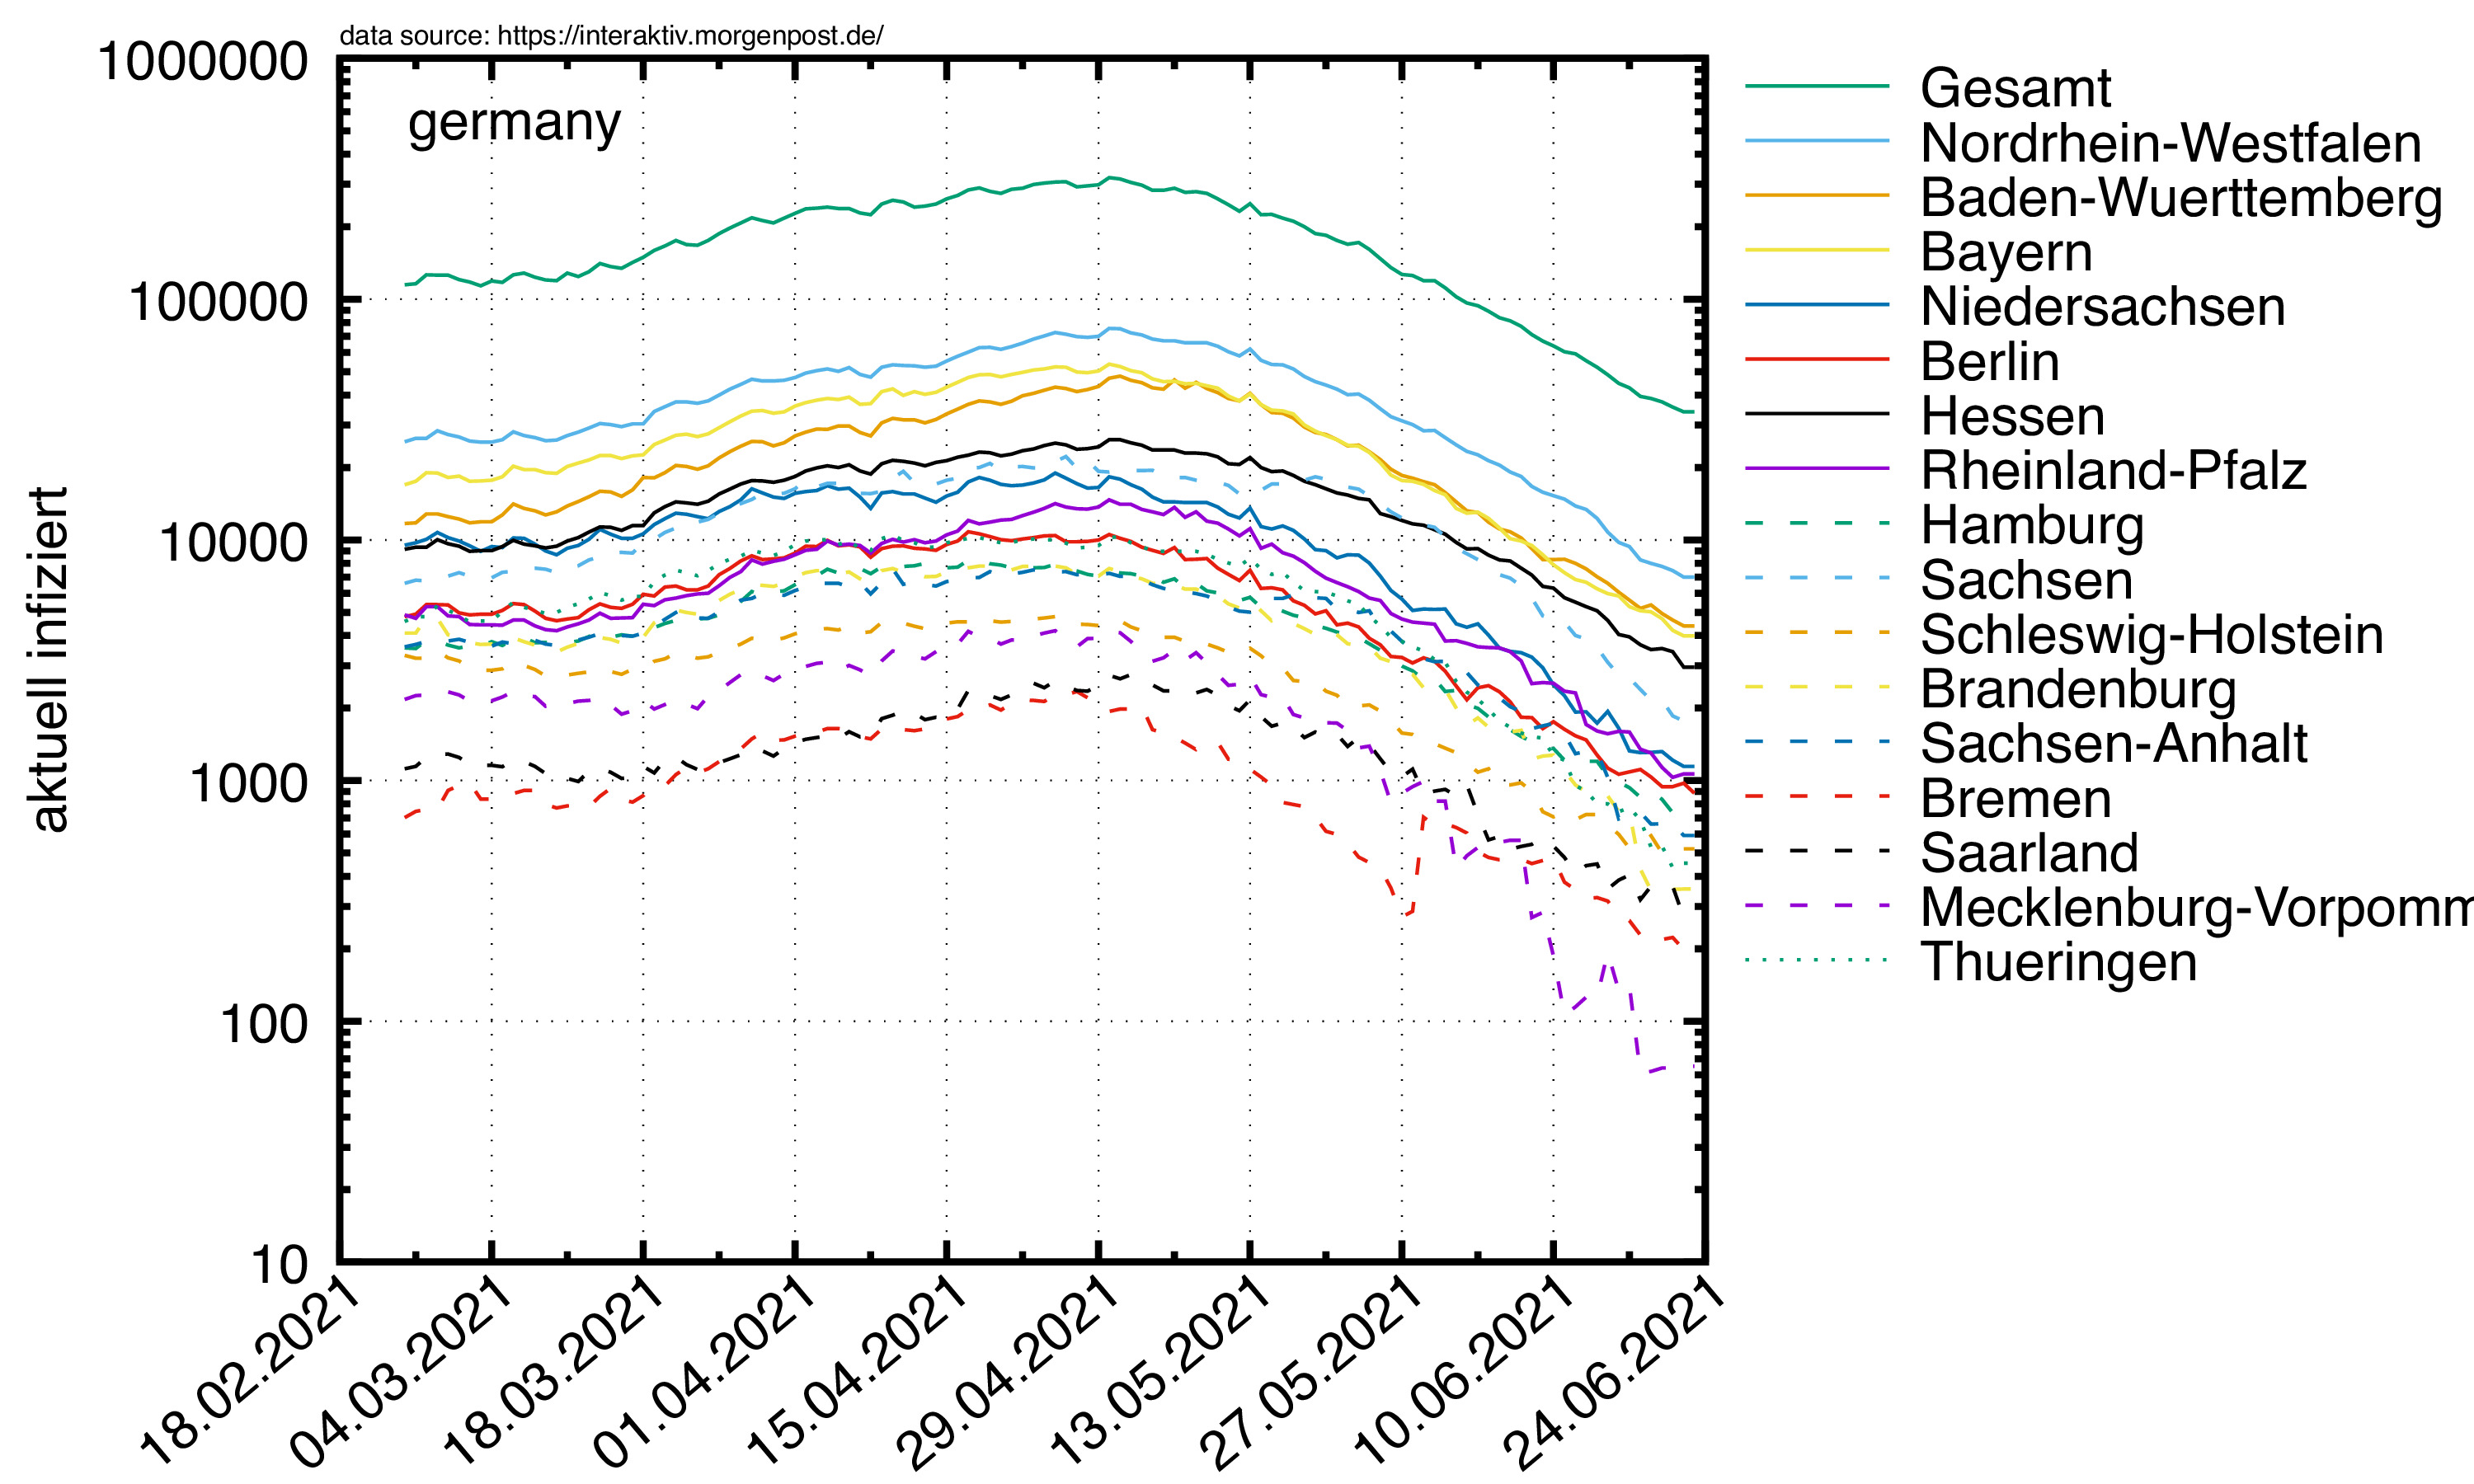 data source: https://interaktiv.morgenpost.de/
germany
aktuell infiziert
1000000
100000
10000
1000
100
10
18.02.2021
04.03.2021
18.03.2021
01.04.2021
15.04.2021
29.04.2021
13.05.2021
27.05.2021
10.06.2021
24.06.2021
Gesamt
Nordrhein-Westfalen
Baden-Wuerttemberg
Bayern
Niedersachsen
Berlin
Hessen
Rheinland-Pfalz
Hamburg
Sachsen
Schleswig-Holstein
Brandenburg
Sachsen-Anhalt
Bremen
Saarland
Mecklenburg-Vorpomm
Thueringen